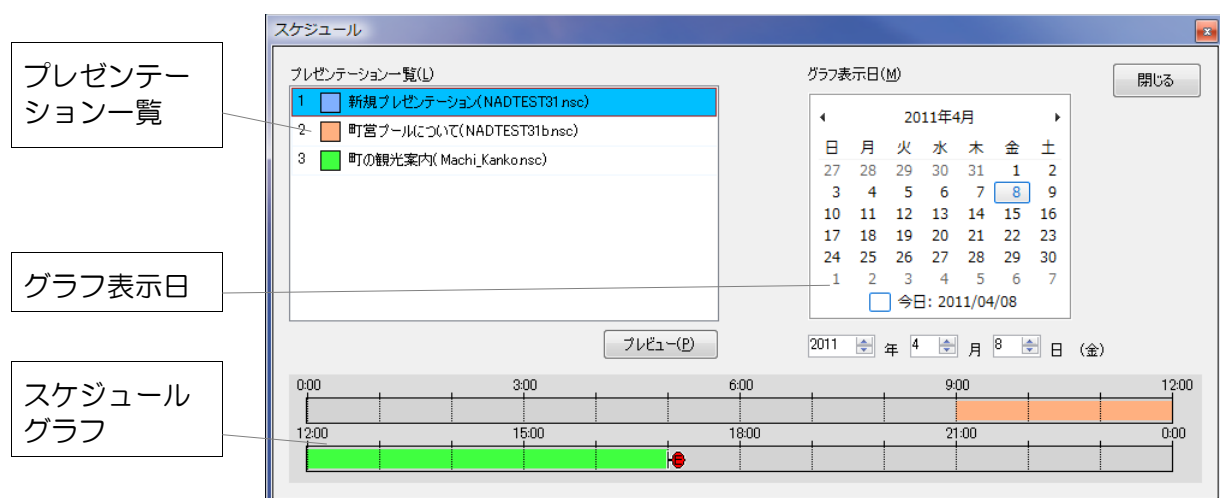 スケジュール
プレゼンテー
ション一覧
プレゼンテーション一覧(L)
1 新規プレゼンテーション(NADTEST31.nsc)
2 町営プールについて(NADTEST31b.nsc)
3 町の観光案内(Machi_Kanko.nsc)
プレビュー(P)
グラフ表示日(M)
閉じる
2011年4月
日 月 火 水 木 金 土
27 28 29 30 31 1 2
3 4 5 6 7 8 9
10 11 12 13 14 15 16
17 18 19 20 21 22 23
24 25 26 27 28 29 30
1 2 3 4 5 6 7
今日: 2011/04/08
2011 年 4 月 8 日 (金)
グラフ表示日
スケジュール
グラフ
0:00 3:00 6:00 9:00 12:00
12:00 15:00 18:00 21:00 0:00